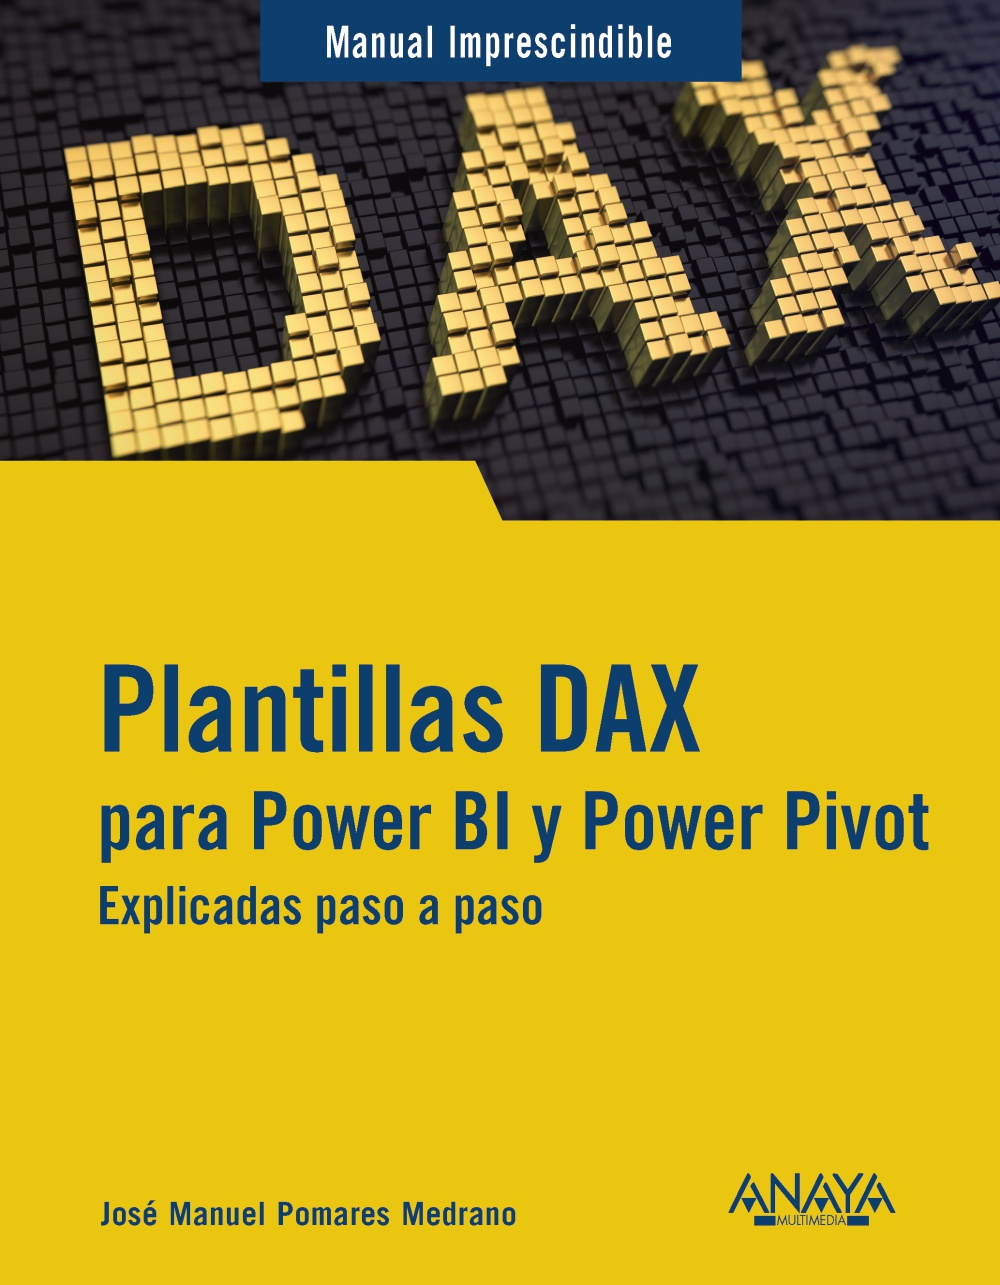 Manual Imprescindible
DAX
Plantillas DAX
para Power BI y Power Pivot
Explicadas paso a paso
José Manuel Pomares Medrano
ANAYA
MULTIMEDIA